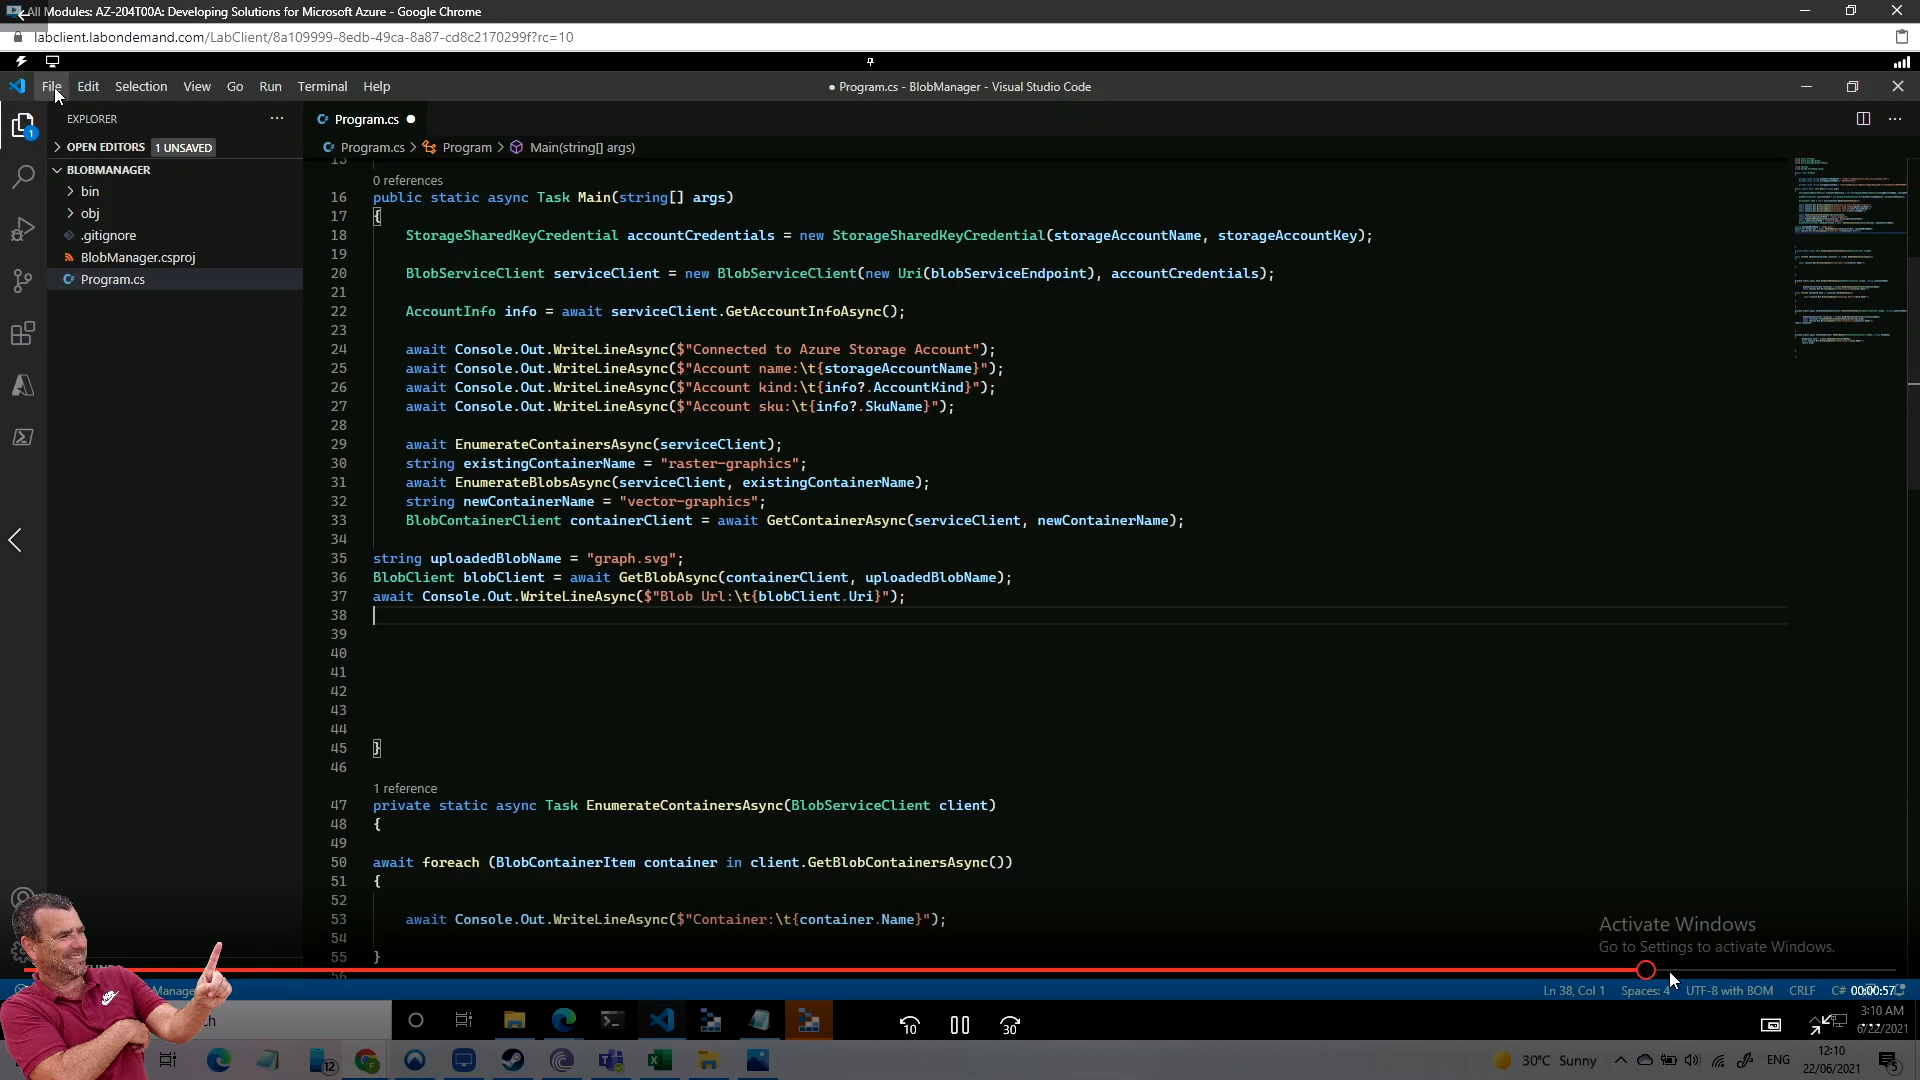 All Modules: AZ-204T00A: Developing Solutions for Microsoft Azure - Google Chrome
labclient.labondemand.com/LabClient/8a109999-8edb-49ca-8a87-cd8c2170299f?rc=10
File Edit Selection View Go Run Terminal Help
● Program.cs - BlobManager - Visual Studio Code
EXPLORER
OPEN EDITORS 1 UNSAVED
BLOBMANAGER
bin
obj
.gitignore
BlobManager.csproj
Program.cs
1
Program.cs ●
Program.cs > Program > Main(string[] args)
15
0 references
16 public static async Task Main(string[] args)
17 {
18 StorageSharedKeyCredential accountCredentials = new StorageSharedKeyCredential(storageAccountName, storageAccountKey);
19
20 BlobServiceClient serviceClient = new BlobServiceClient(new Uri(blobServiceEndpoint), accountCredentials);
21
22 AccountInfo info = await serviceClient.GetAccountInfoAsync();
23
24 await Console.Out.WriteLineAsync($"Connected to Azure Storage Account");
25 await Console.Out.WriteLineAsync($"Account name:\t{storageAccountName}");
26 await Console.Out.WriteLineAsync($"Account kind:\t{info?.AccountKind}");
27 await Console.Out.WriteLineAsync($"Account sku:\t{info?.SkuName}");
28
29 await EnumerateContainersAsync(serviceClient);
30 string existingContainerName = "raster-graphics";
31 await EnumerateBlobsAsync(serviceClient, existingContainerName);
32 string newContainerName = "vector-graphics";
33 BlobContainerClient containerClient = await GetContainerAsync(serviceClient, newContainerName);
34
35 string uploadedBlobName = "graph.svg";
36 BlobClient blobClient = await GetBlobAsync(containerClient, uploadedBlobName);
37 await Console.Out.WriteLineAsync($"Blob Url:\t{blobClient.Uri}");
38
39
40
41
42
43
44
45 }
46
1 reference
47 private static async Task EnumerateContainersAsync(BlobServiceClient client)
48 {
49
50 await foreach (BlobContainerItem container in client.GetBlobContainersAsync())
51 {
52
53 await Console.Out.WriteLineAsync($"Container:\t{container.Name}");
54
55 }
56
Activate Windows
Go to Settings to activate Windows.
Ln 38, Col 1 Spaces: 4 UTF-8 with BOM CRLF C# 00:00:57
10 30
3:10 AM
6/22/2021
12
30°C Sunny ENG
12:10
22/06/2021
5